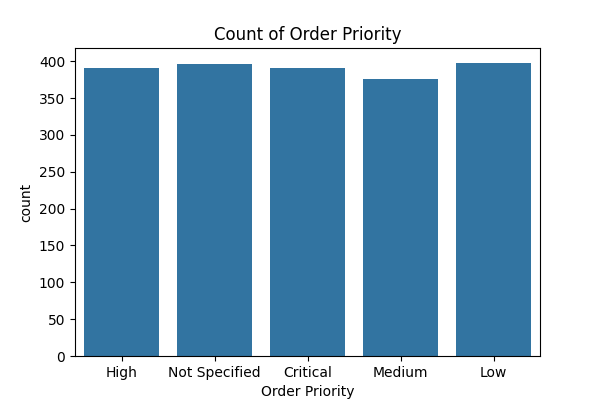 Count of Order Priority
count
400
350
300
250
200
150
100
50
0
High Not Specified Critical Medium Low
Order Priority